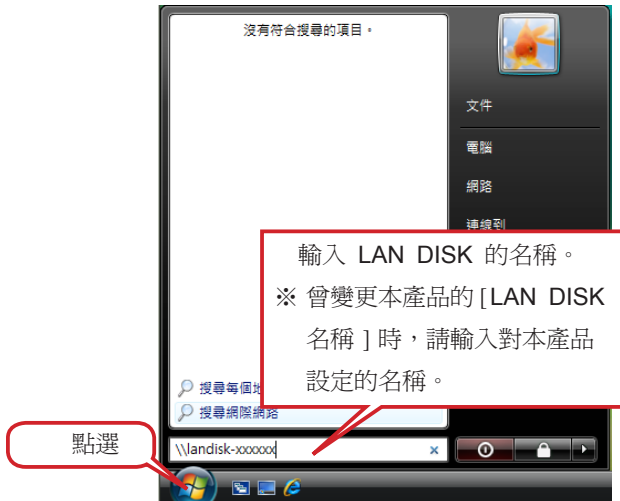 沒有符合搜尋的項目。
文件
電腦
網路
連線到
輸入 LAN DISK 的名稱。
※ 曾變更本產品的 [LAN DISK
名稱 ] 時，請輸入對本產品
設定的名稱。
搜尋每個地
搜尋網際網路
點選
\\landisk-xxxxxx